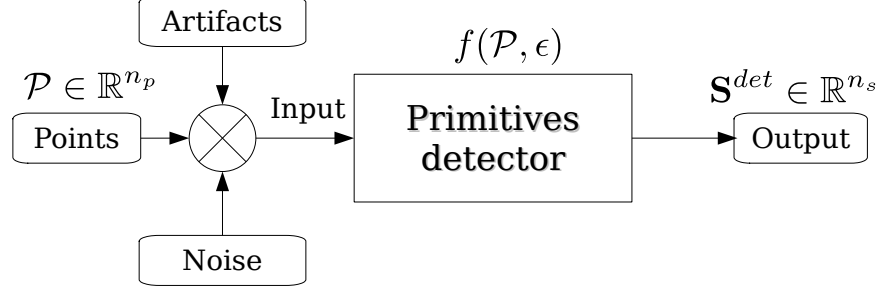 Artifacts
f(𝒫, ϵ)
𝒫 ∈ ℝ^{n_p}
S^{det} ∈ ℝ^{n_s}
Input
Points
Primitives
detector
Output
Noise